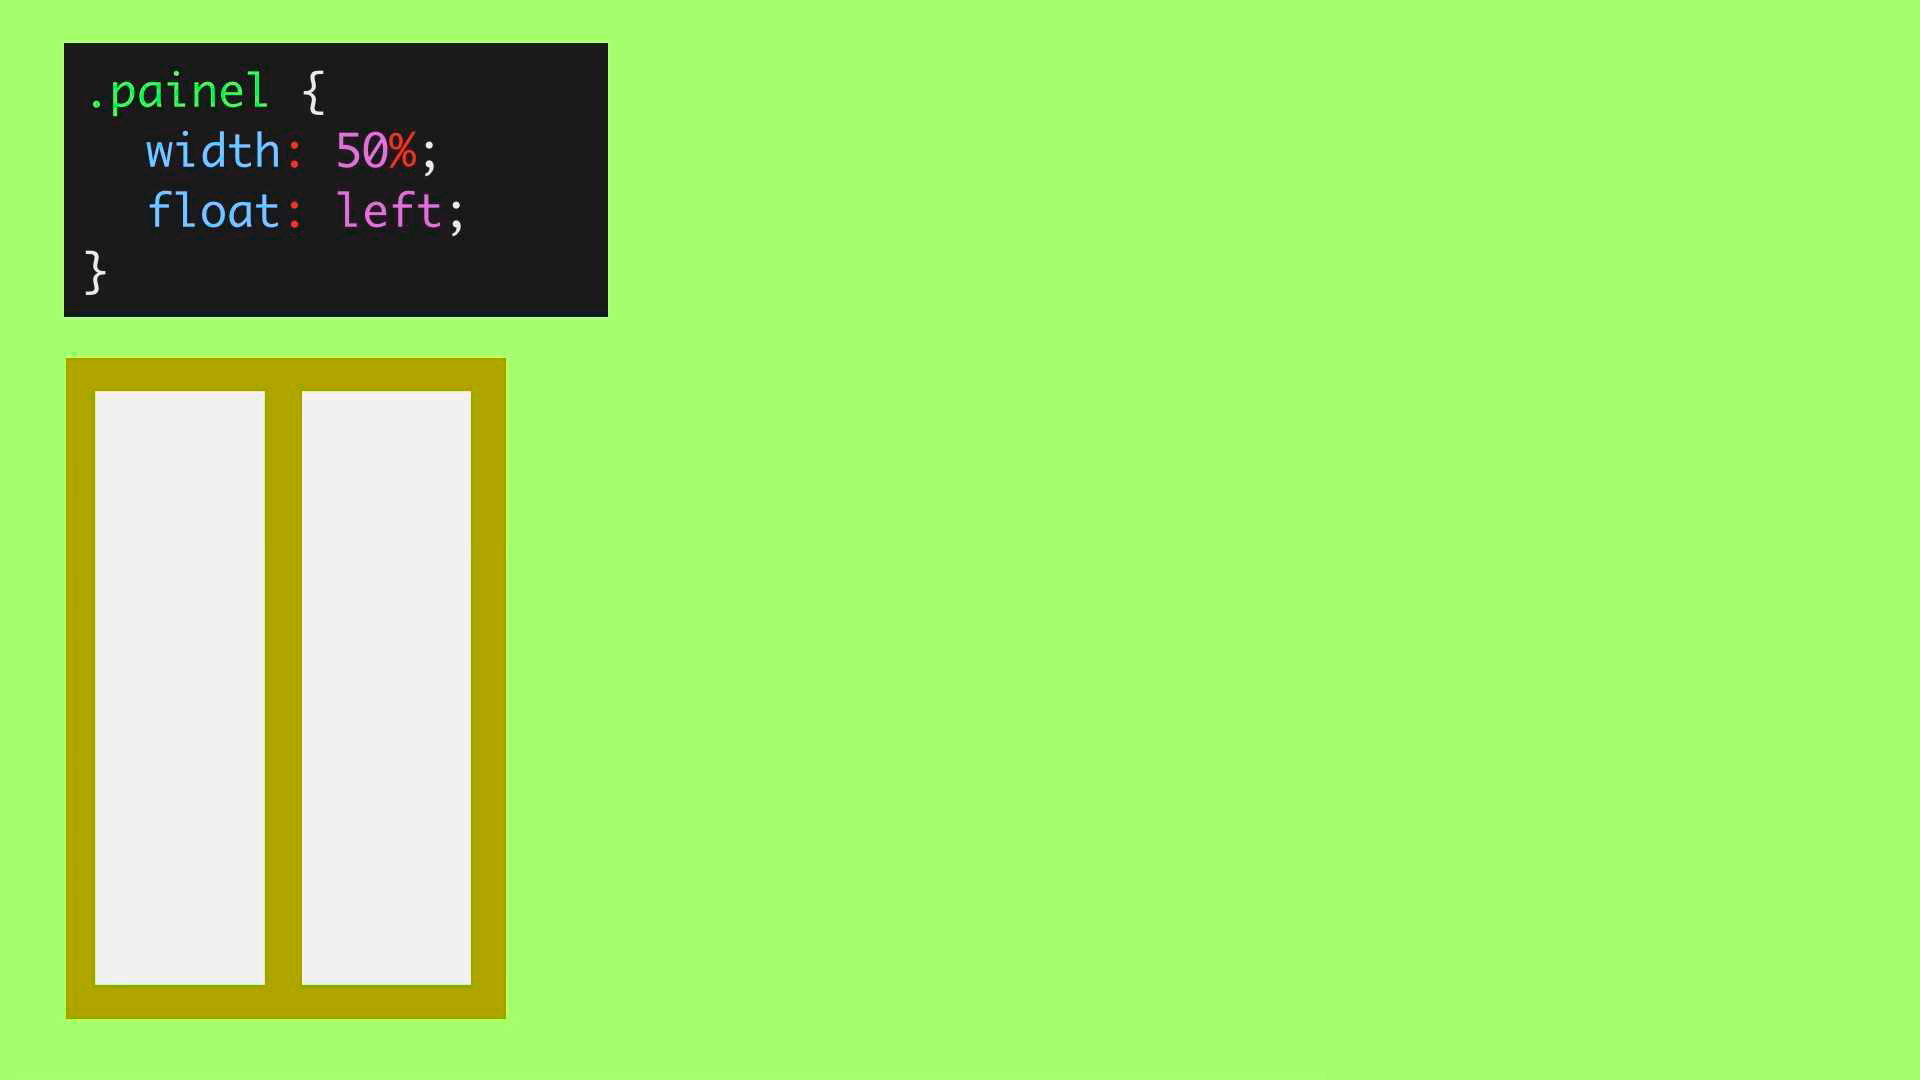 .painel {
  width: 50%;
  float: left;
}